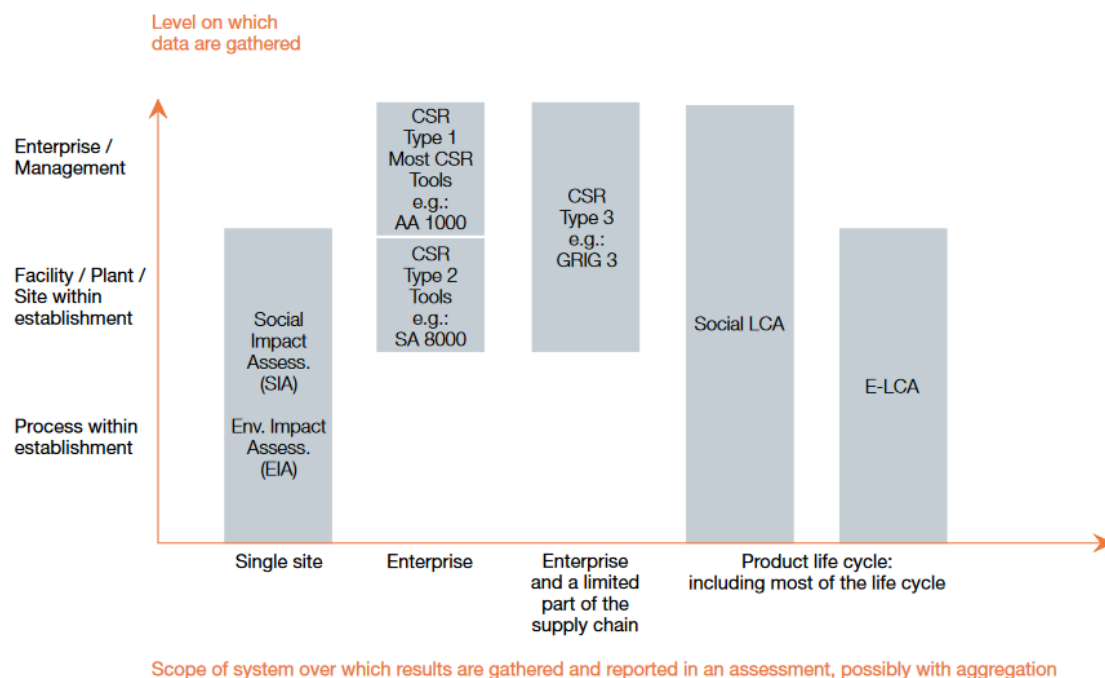 Level on which
data are gathered
Enterprise /
Management
Facility / Plant /
Site within
establishment
Process within
establishment
Social
Impact
Assess.
(SIA)
Env. Impact
Assess.
(EIA)
CSR
Type 1
Most CSR
Tools
e.g.:
AA 1000
CSR
Type 2
Tools
e.g.:
SA 8000
CSR
Type 3
e.g.:
GRIG 3
Social LCA
E-LCA
Single site
Enterprise
Enterprise
and a limited
part of the
supply chain
Product life cycle:
including most of the life cycle
Scope of system over which results are gathered and reported in an assessment, possibly with aggregation